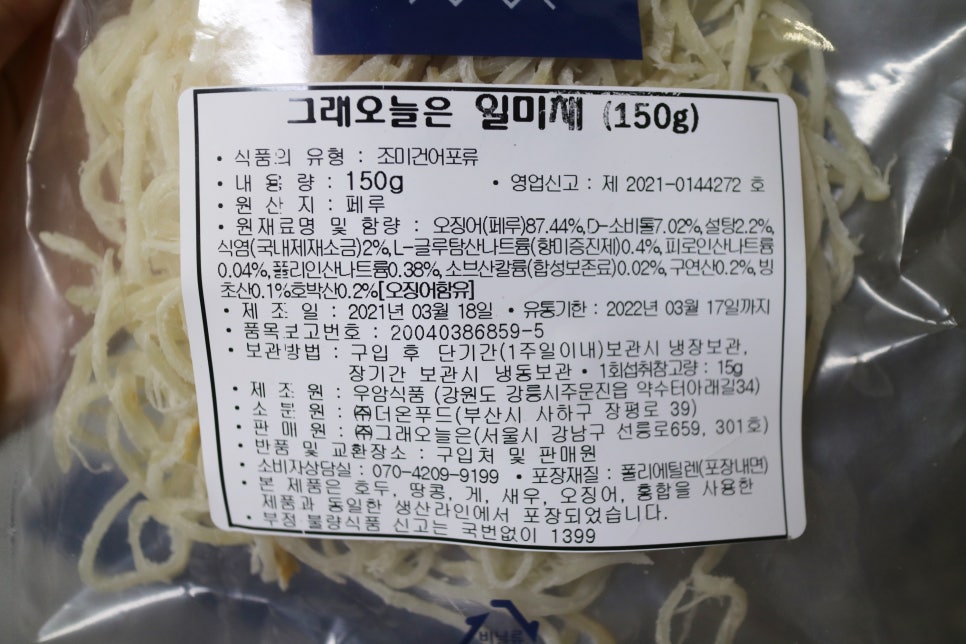 그래오늘은 일미채 (150g)
• 식품의 유형 : 조미건어포류
• 내 용 량 : 150g • 영업신고 : 제 2021-0144272 호
• 원 산 지 : 페루
• 원재료명 및 함량 : 오징어(페루)87.44%,D-소비톨7.02%,설탕2.2%,
식염(국내제재소금)2%,L-글루탐산나트륨(향미증진제)0.4%,피로인산나트륨
0.04%,폴리인산나트륨0.38%, 소브산칼륨(합성보존료)0.02%,구연산0.2%,빙
초산0.1%호박산0.2%[오징어함유]
• 제 조 일 : 2021년 03월 18일 • 유통기한 : 2022년 03월 17일까지
• 품목보고번호 : 20040386859-5
• 보관방법 : 구입 후 단기간(1주일이내)보관시 냉장보관,
장기간 보관시 냉동보관 • 1회섭취참고량 : 15g
• 제 조 원 : 우암식품 (강원도 강릉시주문진읍 약수터아래길34)
• 소 분 원 : ㈜더온푸드(부산시 사하구 장평로 39)
• 판 매 원 : ㈜그래오늘은(서울시 강남구 선릉로659, 301호)
• 반품 및 교환장소 : 구입처 및 판매원
• 소비자상담실 : 070-4209-9199 • 포장재질 : 폴리에틸렌(포장내면)
• 본 제품은 호두, 땅콩, 게, 새우, 오징어, 홍합을 사용한
제품과 동일한 생산라인에서 포장되었습니다.
• 부정·불량식품 신고는 국번없이 1399
비닐류